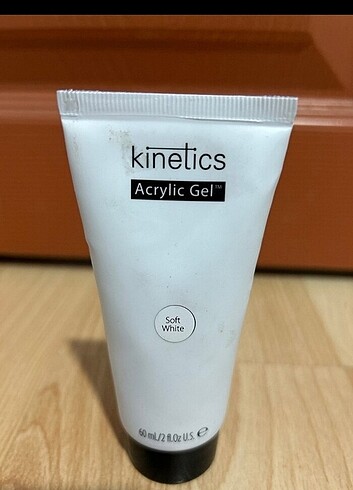 kinetics
Acrylic Gel™
Soft
White
60 ml/2 fl.Oz U.S. ℮